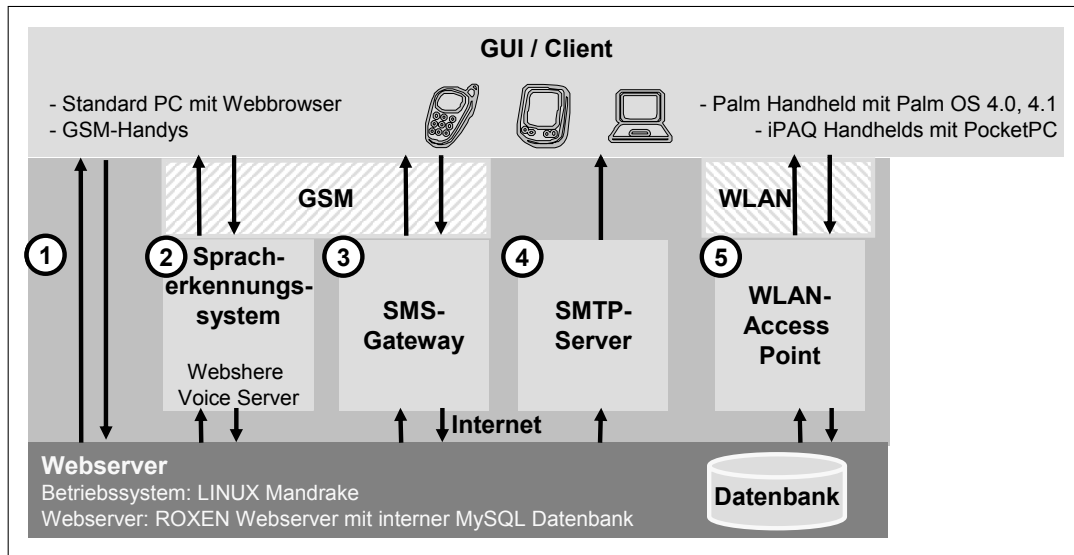 GUI / Client
- Standard PC mit Webbrowser
- GSM-Handys
- Palm Handheld mit Palm OS 4.0, 4.1
- iPAQ Handhelds mit PocketPC
GSM
WLAN
1
2
Sprach-
erkennungs-
system
Webshere
Voice Server
3
SMS-
Gateway
4
SMTP-
Server
5
WLAN-
Access
Point
Internet
Webserver
Betriebssystem: LINUX Mandrake
Webserver: ROXEN Webserver mit interner MySQL Datenbank
Datenbank